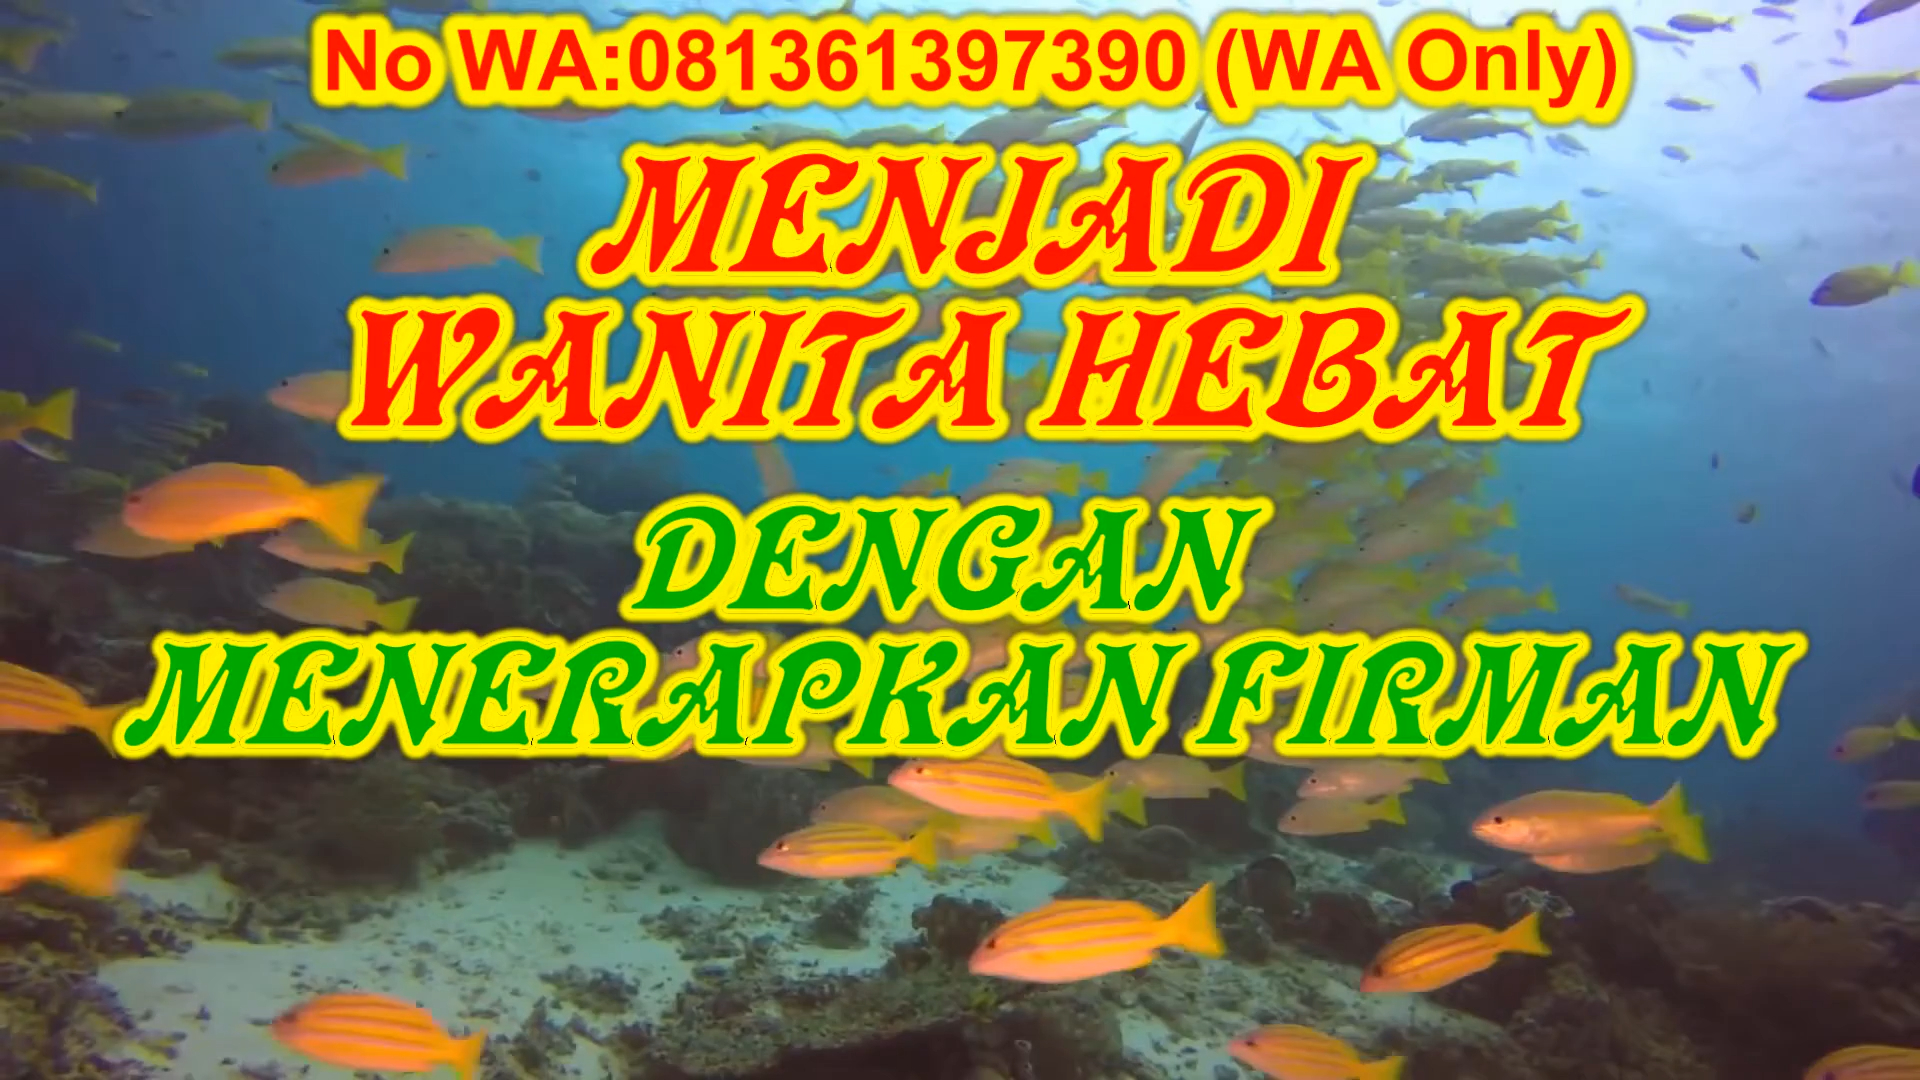 No WA:081361397390 (WA Only)
MENJADI
WANITA HEBAT
DENGAN
MENERAPKAN FIRMAN